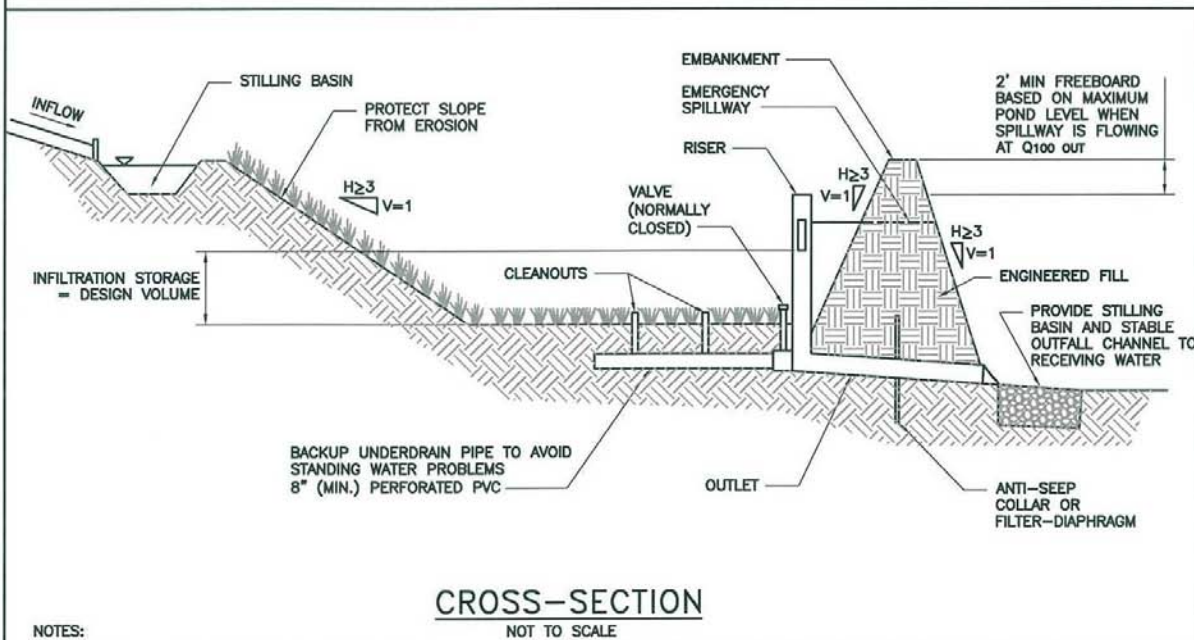 INFLOW
STILLING BASIN
PROTECT SLOPE
FROM EROSION
H≥3
V=1
INFILTRATION STORAGE
= DESIGN VOLUME
CLEANOUTS
VALVE
(NORMALLY
CLOSED)
EMBANKMENT
EMERGENCY
SPILLWAY
RISER
H≥3
V=1
2' MIN FREEBOARD
BASED ON MAXIMUM
POND LEVEL WHEN
SPILLWAY IS FLOWING
AT Q100 OUT
H≥3
V=1
ENGINEERED FILL
PROVIDE STILLING
BASIN AND STABLE
OUTFALL CHANNEL TO
RECEIVING WATER
BACKUP UNDERDRAIN PIPE TO AVOID
STANDING WATER PROBLEMS
8" (MIN.) PERFORATED PVC
OUTLET
ANTI-SEEP
COLLAR OR
FILTER-DIAPHRAGM
CROSS-SECTION
NOT TO SCALE
NOTES: